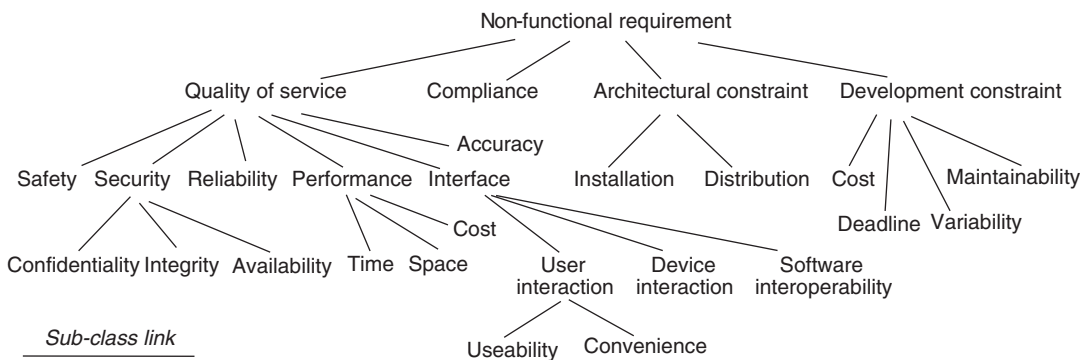 Non-functional requirement
Quality of service Compliance Architectural constraint Development constraint
Accuracy
Safety Security Reliability Performance Interface Installation Distribution Cost Maintainability
Deadline Variability
Cost
Confidentiality Integrity Availability Time Space User interaction Device interaction Software interoperability
Sub-class link
Useability Convenience